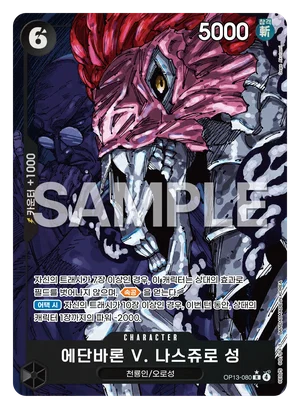 6
5000
참격
斬
카운터 +1000
SAMPLE
자신의 트래시가 7장 이상인 경우, 이 캐릭터는 상대의 효과로
필드를 벗어나지 않으며, 속공 을 얻는다.
어택 시 자신의 트래시가 10장 이상인 경우, 이번 턴 동안, 상대의
캐릭터 1장까지의 파워 -2000.
CHARACTER
에단바론 V. 나스쥬로 성
천룡인/오로성
OP13-080 R 4